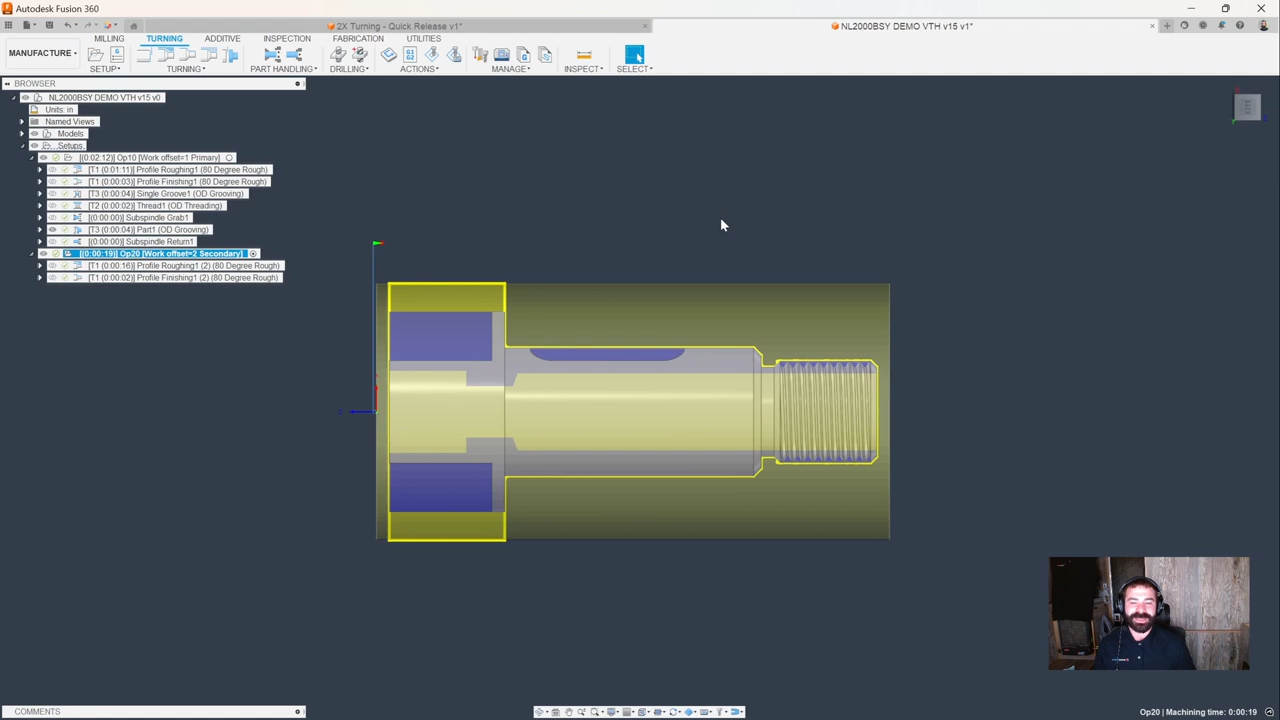 Autodesk Fusion 360
2X Turning - Quick Release v1*
NL2000BSY DEMO VTH v15 v1*
MANUFACTURE
MILLING
TURNING
ADDITIVE
INSPECTION
FABRICATION
UTILITIES
SETUP
TURNING
PART HANDLING
DRILLING
ACTIONS
MANAGE
INSPECT
SELECT
BROWSER
NL2000BSY DEMO VTH v15 v0
Units: in
Named Views
Models
Setups
[(0:02:12)] Op10 [Work offset=1 Primary]
[T1 (0:01:11)] Profile Roughing1 (80 Degree Rough)
[T1 (0:00:03)] Profile Finishing1 (80 Degree Rough)
[T3 (0:00:04)] Single Groove1 (OD Grooving)
[T2 (0:00:02)] Thread1 (OD Threading)
[(0:00:00)] Subspindle Grab1
[T3 (0:00:04)] Part1 (OD Grooving)
[(0:00:00)] Subspindle Return1
[(0:00:19)] Op20 [Work offset=2 Secondary]
[T1 (0:00:16)] Profile Roughing1 (2) (80 Degree Rough)
[T1 (0:00:02)] Profile Finishing1 (2) (80 Degree Rough)
COMMENTS
Op20 | Machining time: 0:00:19